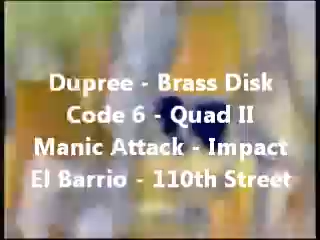 Dupree - Brass Disk
Code 6 - Quad II
Manic Attack - Impact
El Barrio - 110th Street